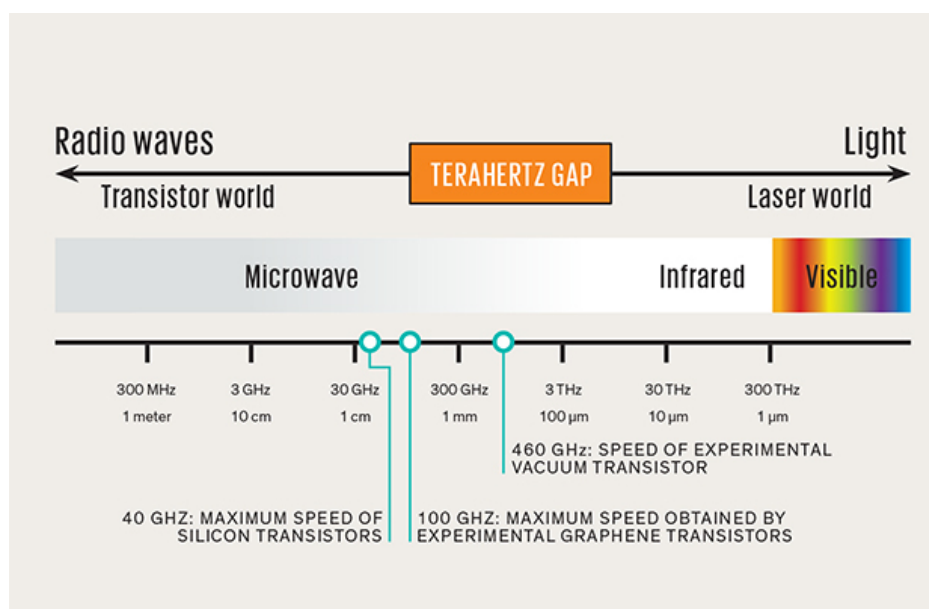 Radio waves
Light
TERAHERTZ GAP
Transistor world
Laser world
Microwave
Infrared
Visible
300 MHz
3 GHz
30 GHz
300 GHz
3 THz
30 THz
300 THz
1 meter
10 cm
1 cm
1 mm
100 µm
10 µm
1 µm
460 GHz: SPEED OF EXPERIMENTAL
VACUUM TRANSISTOR
40 GHZ: MAXIMUM SPEED OF
SILICON TRANSISTORS
100 GHZ: MAXIMUM SPEED OBTAINED BY
EXPERIMENTAL GRAPHENE TRANSISTORS